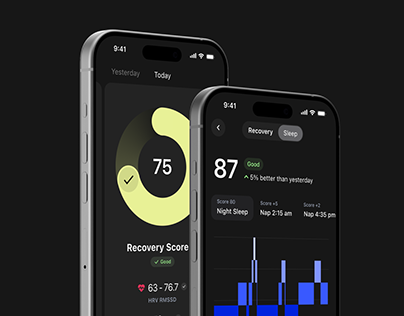 9:41
Yesterday Today
75
Recovery Score
Good
63 - 76.7
HRV RMSSD
9:41
Recovery Sleep
87 Good
5% better than yesterday
Score 80 Score +5 Score +2
Night Sleep Nap 2:15 am Nap 4:35 pm